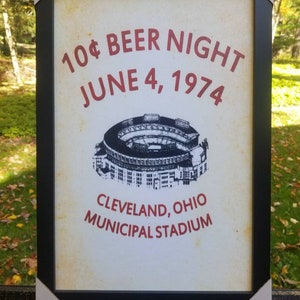 10¢ BEER NIGHT
JUNE 4, 1974
CLEVELAND, OHIO
MUNICIPAL STADIUM